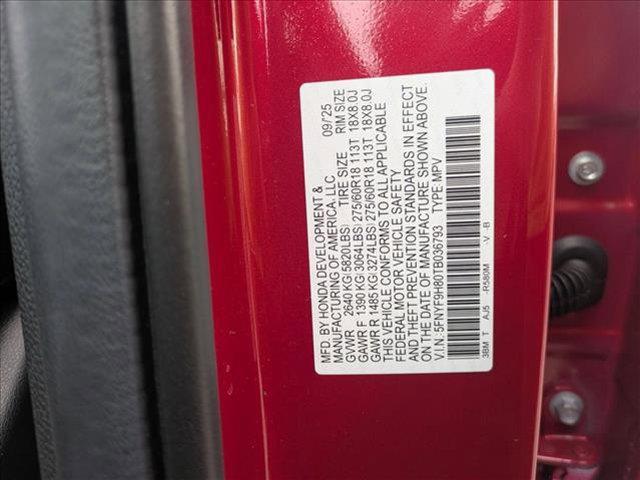 MFD. BY HONDA DEVELOPMENT &
MANUFACTURING OF AMERICA, LLC 09/'25
GVWR 2640 KG(5820LBS) TIRE SIZE RIM SIZE
GAWR F 1390 KG(3064LBS) 275/60R18 113T 18X8.0J
GAWR R 1485 KG(3274LBS) 275/60R18 113T 18X8.0J
THIS VEHICLE CONFORMS TO ALL APPLICABLE
FEDERAL MOTOR VEHICLE SAFETY
AND THEFT PREVENTION STANDARDS IN EFFECT
ON THE DATE OF MANUFACTURE SHOWN ABOVE.
V.I.N.:5FNYF9H80TB036793 TYPE:MPV
3BM T AJ5 -R580M -V -B